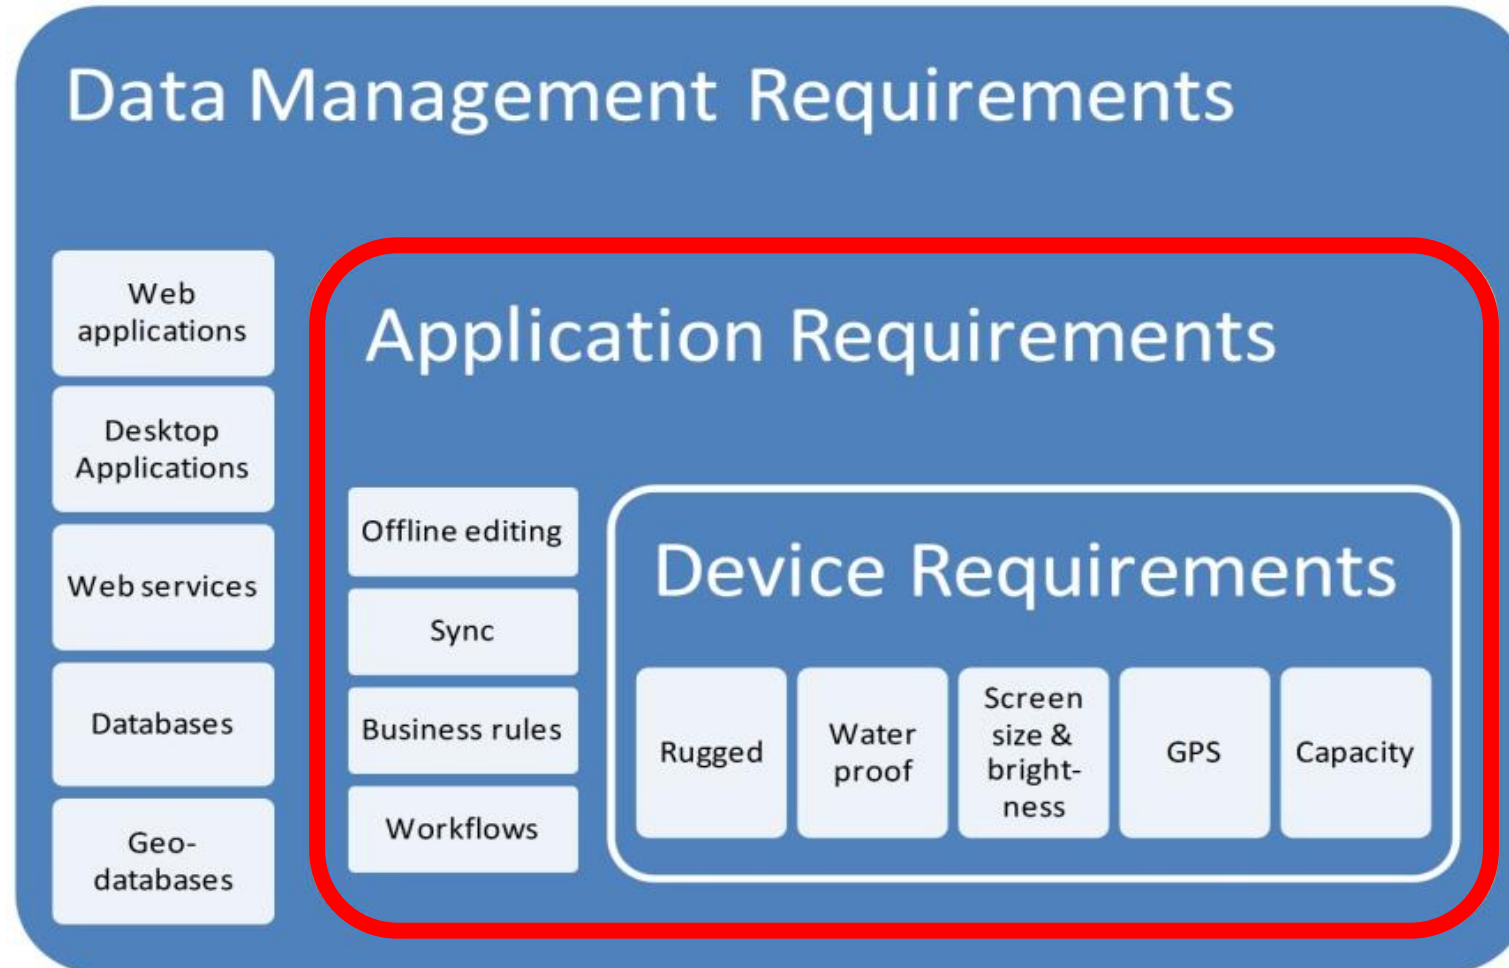 Data Management Requirements
Web
applications
Desktop
Applications
Web services
Databases
Geo-
databases
Application Requirements
Offline editing
Sync
Business rules
Workflows
Device Requirements
Rugged
Water
proof
Screen
size &
bright-
ness
GPS
Capacity